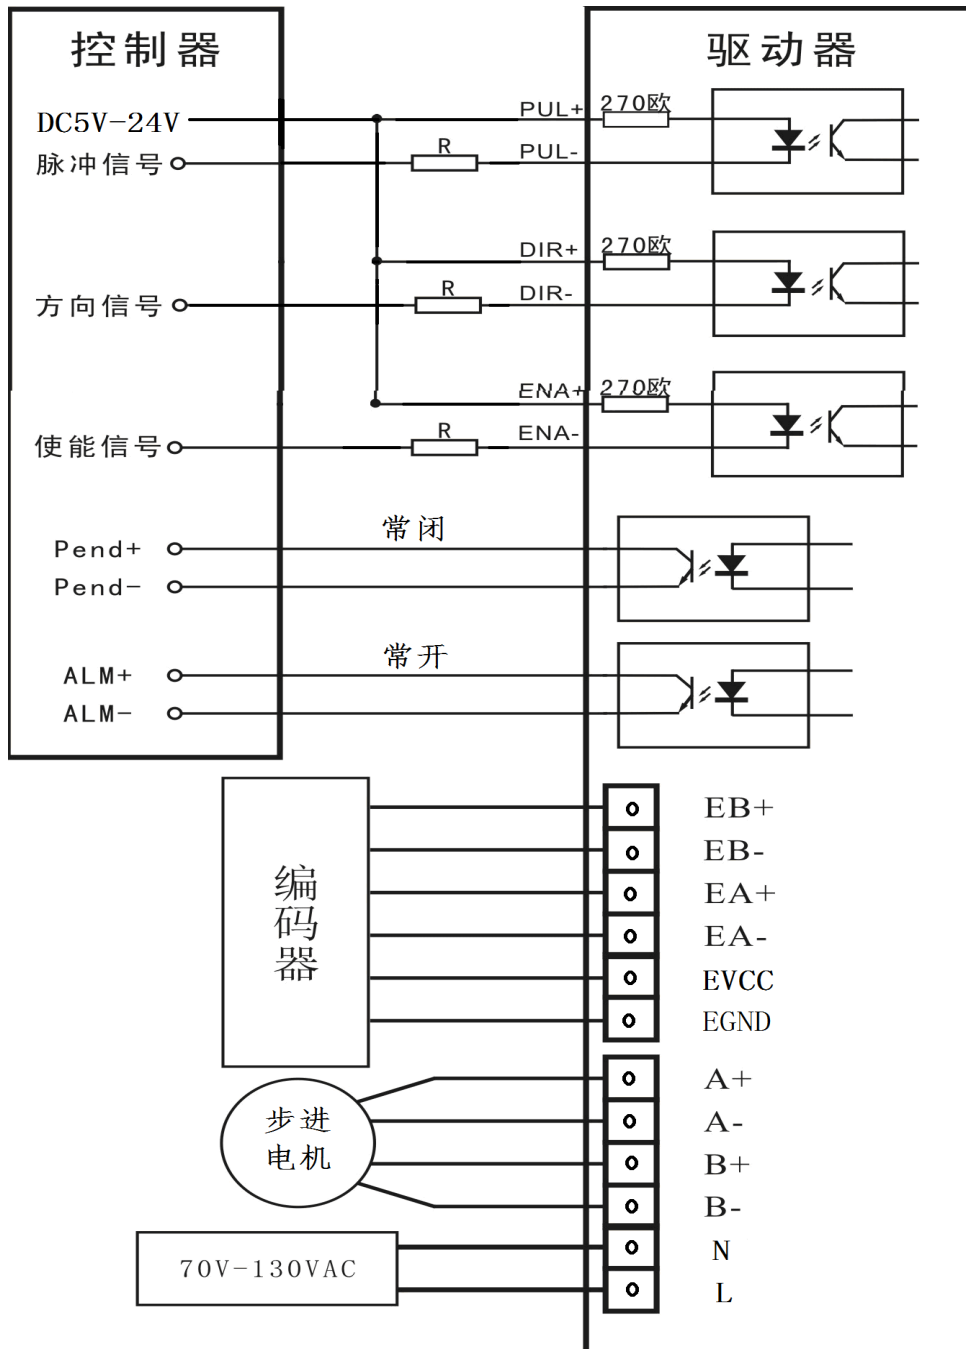 控制器
驱动器
DC5V-24V
PUL+
270欧
脉冲信号
R
PUL-
DIR+
270欧
方向信号
R
DIR-
ENA+
270欧
使能信号
R
ENA-
常闭
Pend+
Pend-
常开
ALM+
ALM-
编码器
EB+
EB-
EA+
EA-
EVCC
EGND
步进
电机
A+
A-
B+
B-
70V-130VAC
N
L